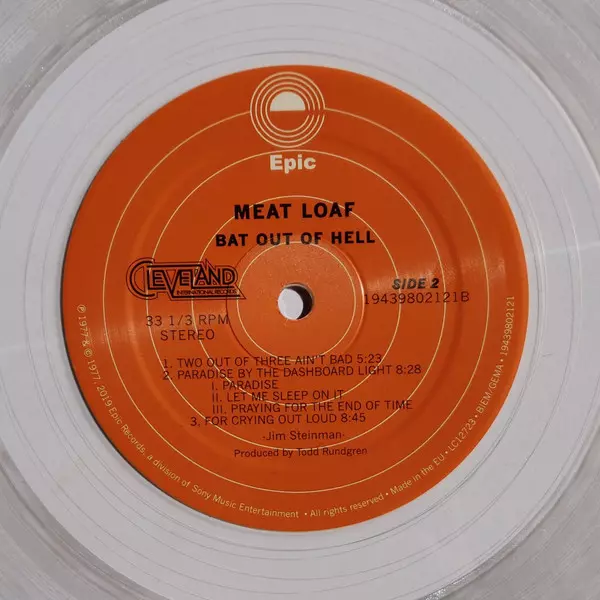 Epic
MEAT LOAF
BAT OUT OF HELL
CLEVELAND
INTERNATIONAL RECORDS
SIDE 2
19439802121B
33 1/3 RPM
STEREO
1. TWO OUT OF THREE AIN'T BAD 5:23
2. PARADISE BY THE DASHBOARD LIGHT 8:28
I. PARADISE
II. LET ME SLEEP ON IT
III. PRAYING FOR THE END OF TIME
3. FOR CRYING OUT LOUD 8:45
-Jim Steinman-
Produced by Todd Rundgren
℗ 1977 & © 1977, 2019 Epic Records, a division of Sony Music Entertainment • All rights reserved • Made in the EU • LC12723 • BIEM/GEMA • 19439802121